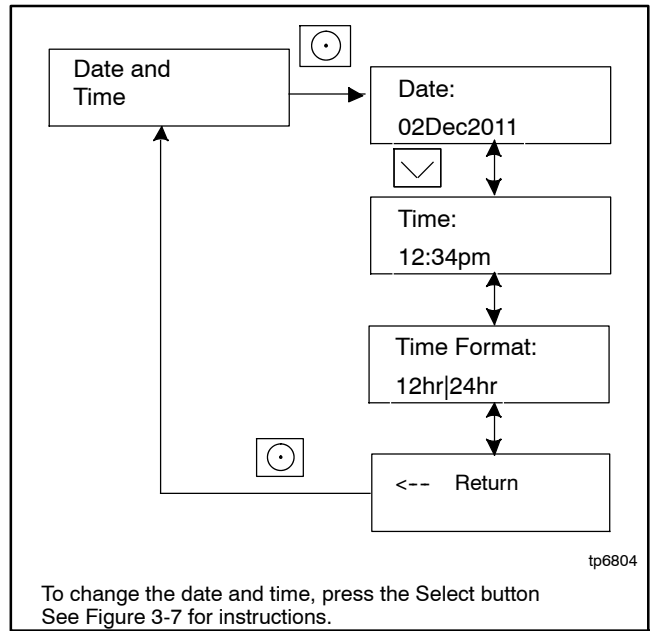 Date and
Time
Date:
02Dec2011
Time:
12:34pm
Time Format:
12hr|24hr
<-- Return
tp6804
To change the date and time, press the Select button
See Figure 3-7 for instructions.